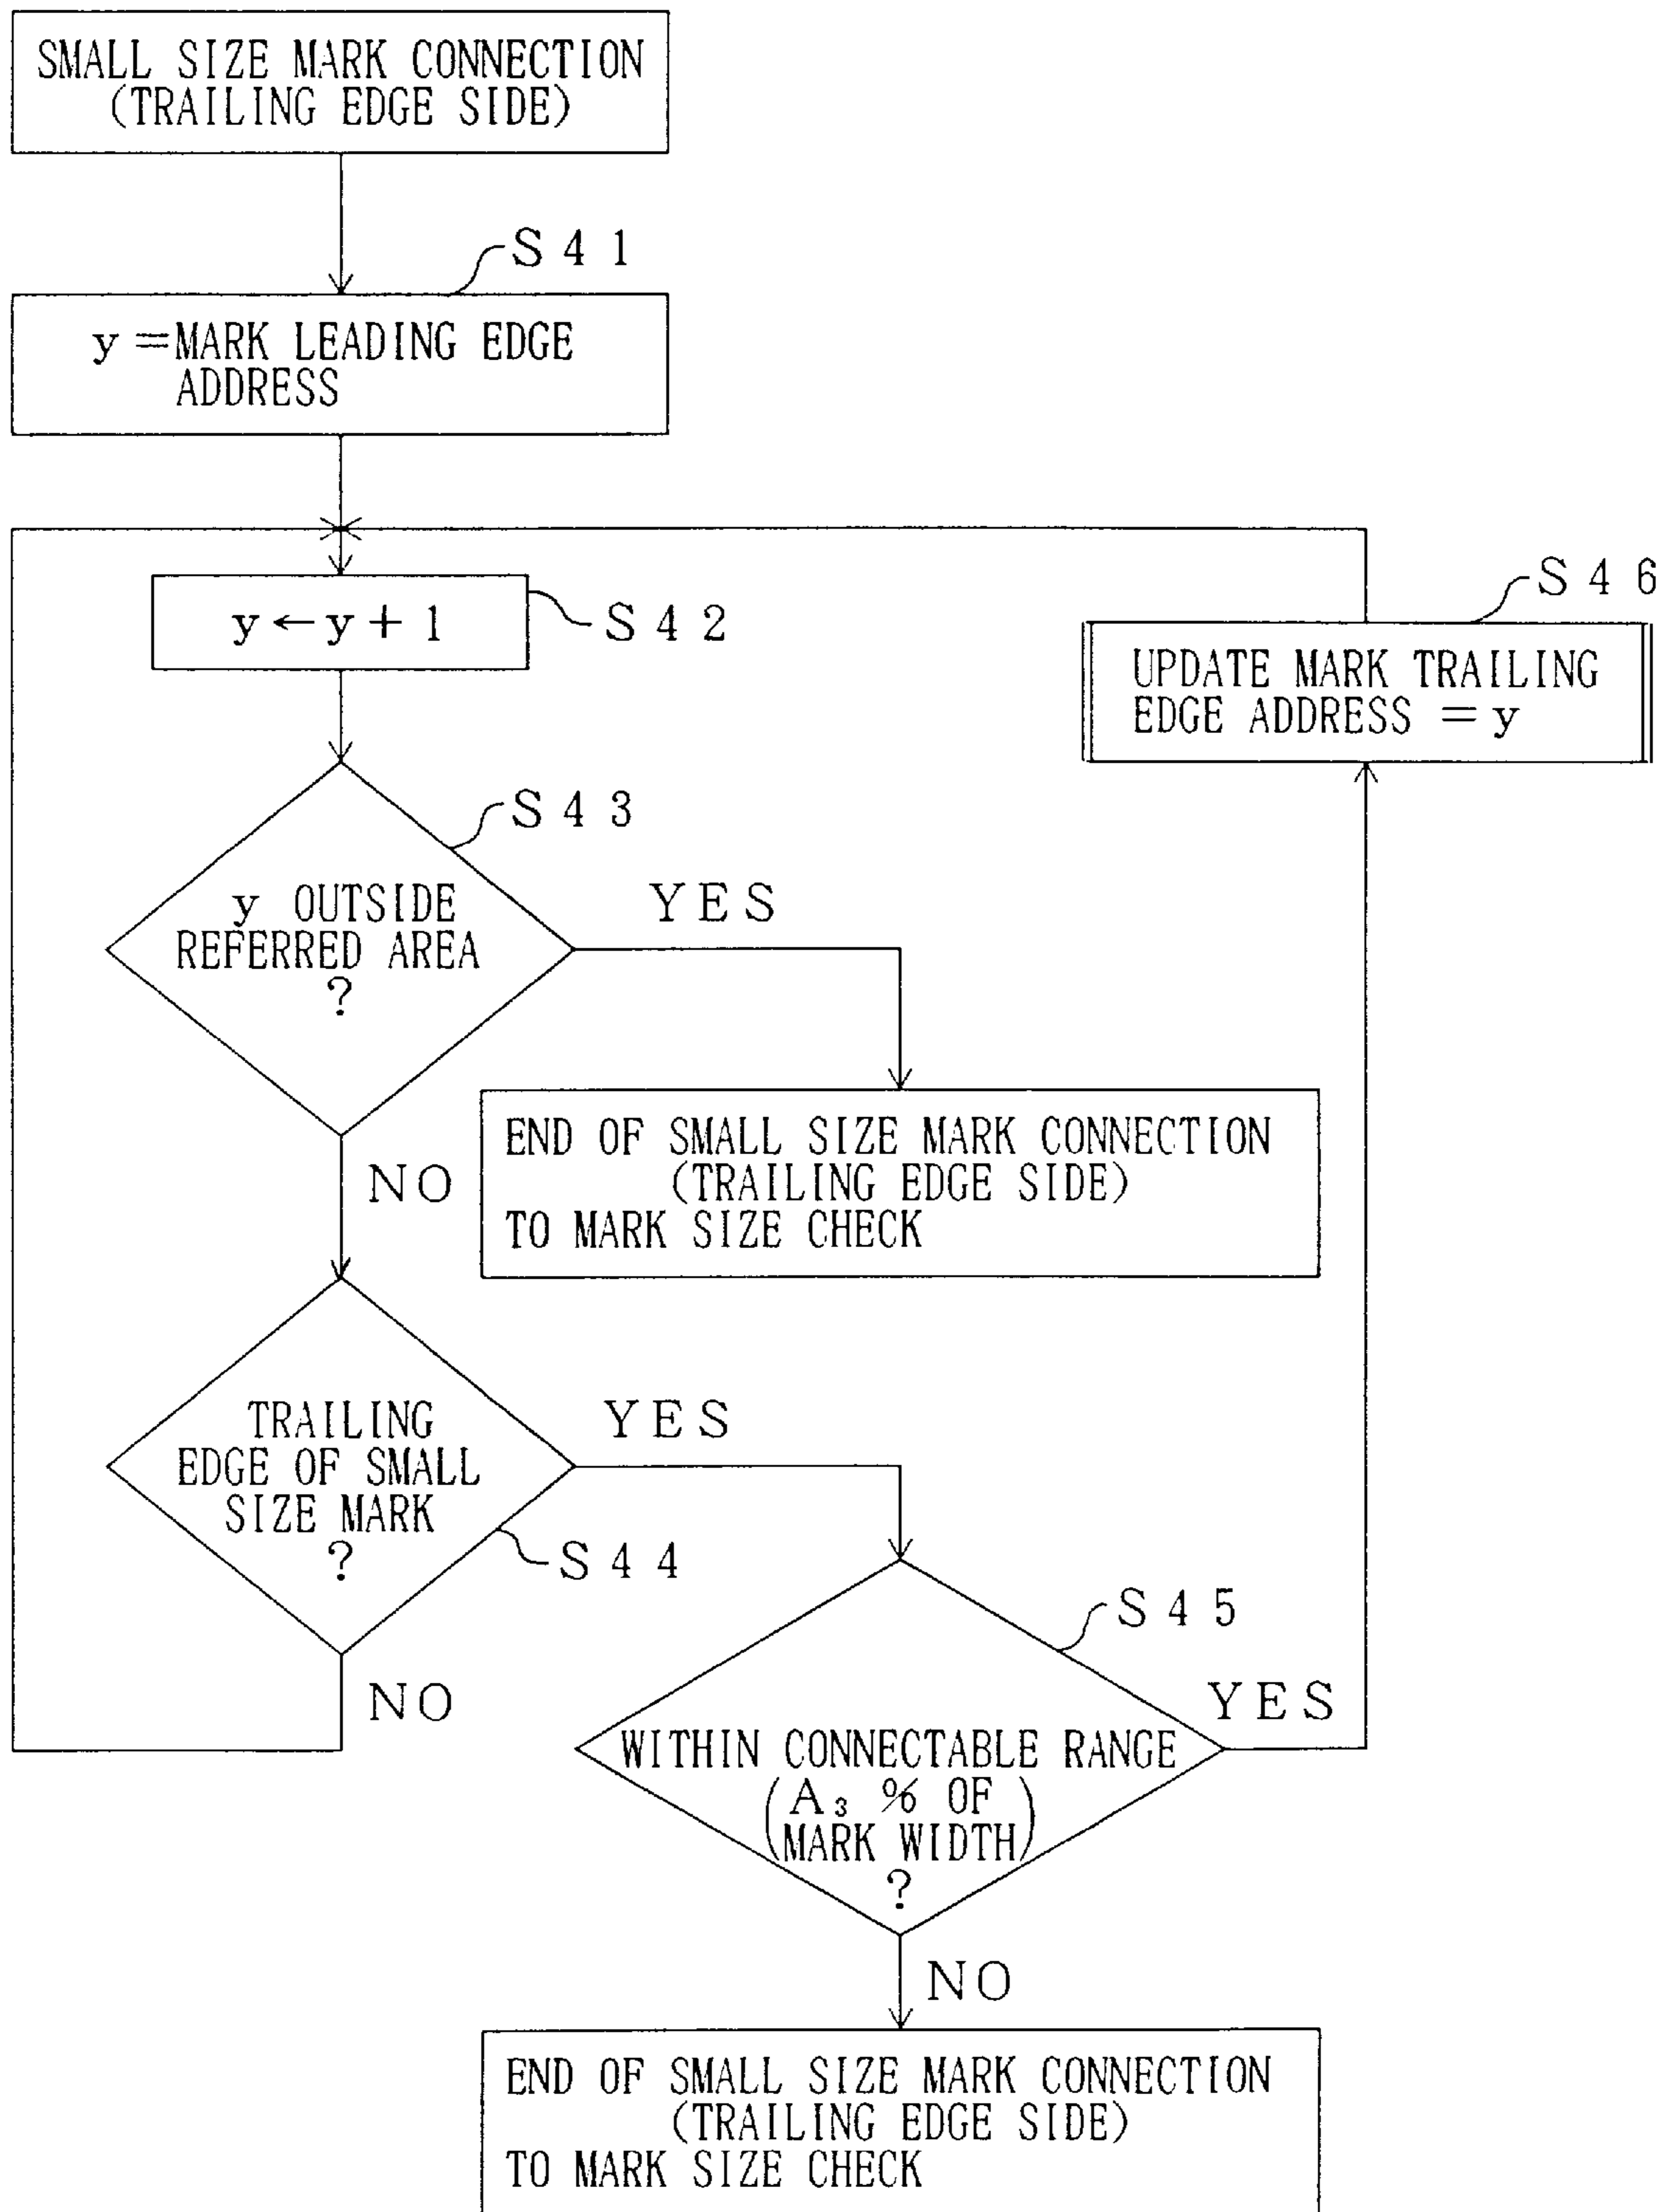 SMALL SIZE MARK CONNECTION
(TRAILING EDGE SIDE)
S41
y = MARK LEADING EDGE
ADDRESS
y ← y + 1
S42
S46
UPDATE MARK TRAILING
EDGE ADDRESS = y
S43
y OUTSIDE
REFERRED AREA
?
YES
NO
END OF SMALL SIZE MARK CONNECTION
(TRAILING EDGE SIDE)
TO MARK SIZE CHECK
TRAILING
EDGE OF SMALL
SIZE MARK
?
YES
S44
NO
S45
WITHIN CONNECTABLE RANGE
(A₃ % OF
MARK WIDTH)
?
YES
NO
END OF SMALL SIZE MARK CONNECTION
(TRAILING EDGE SIDE)
TO MARK SIZE CHECK